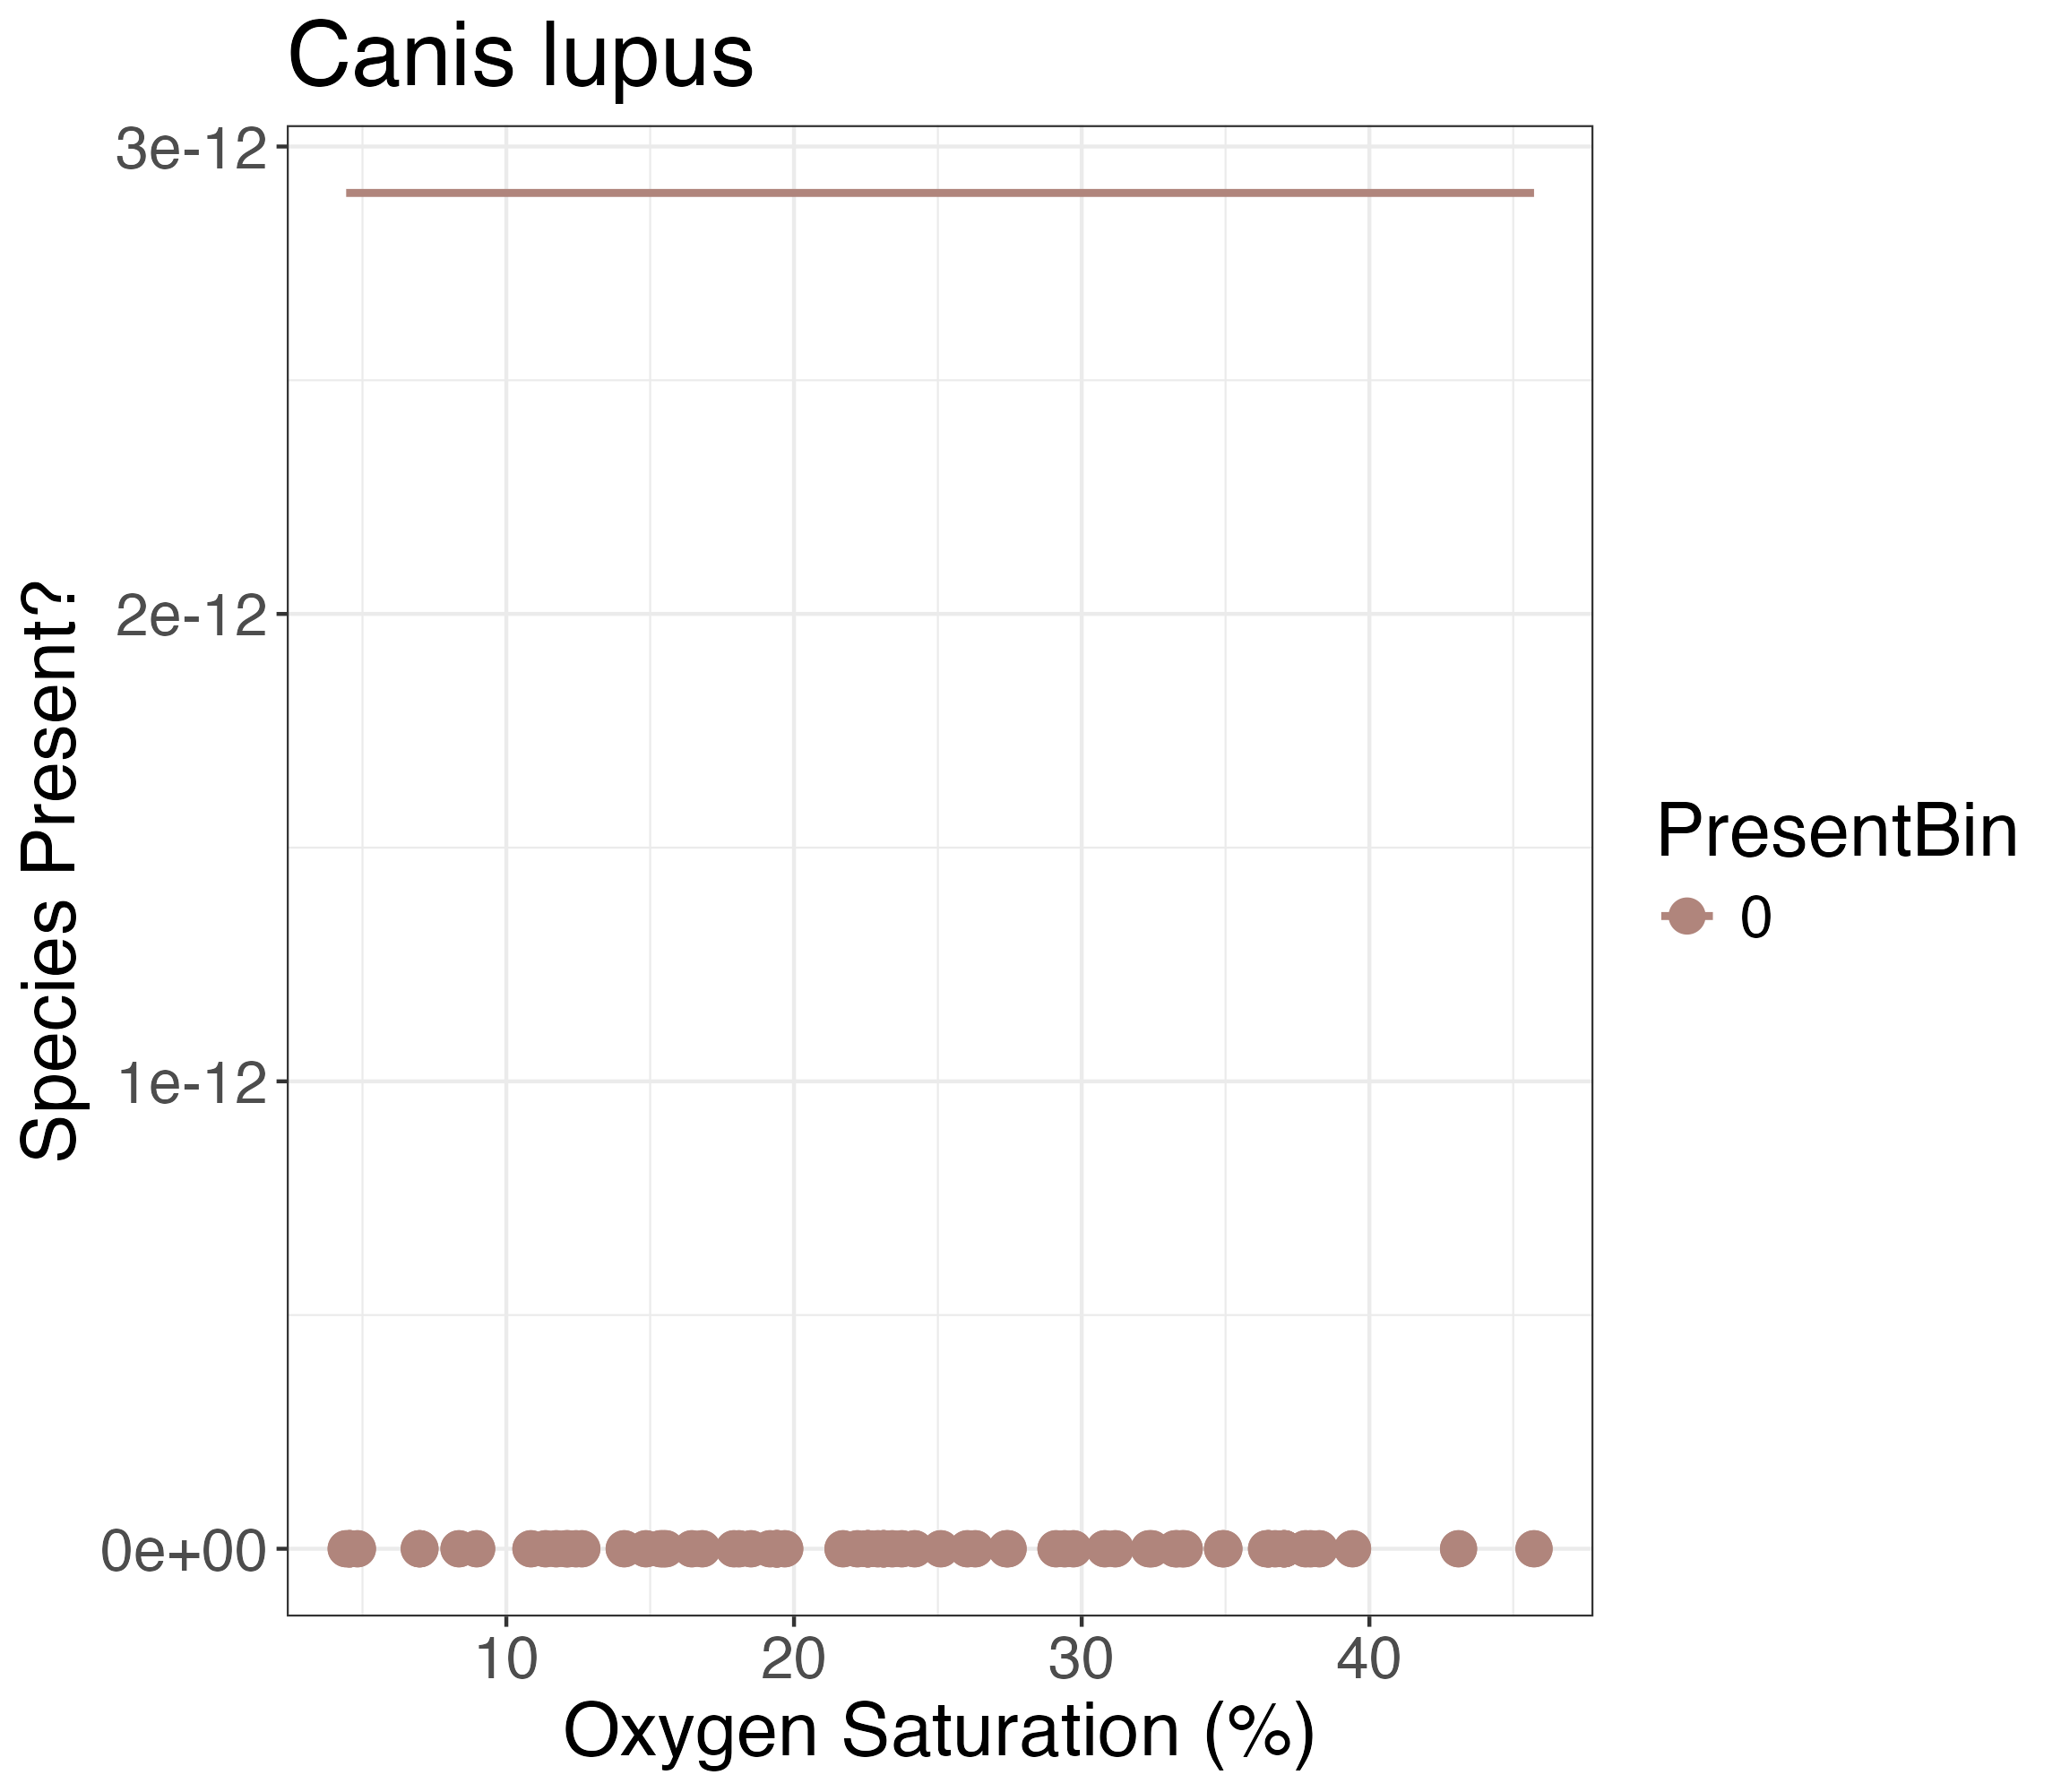 Canis lupus
3e-12
2e-12
1e-12
0e+00
Species Present?
10 20 30 40
Oxygen Saturation (%)
PresentBin
0